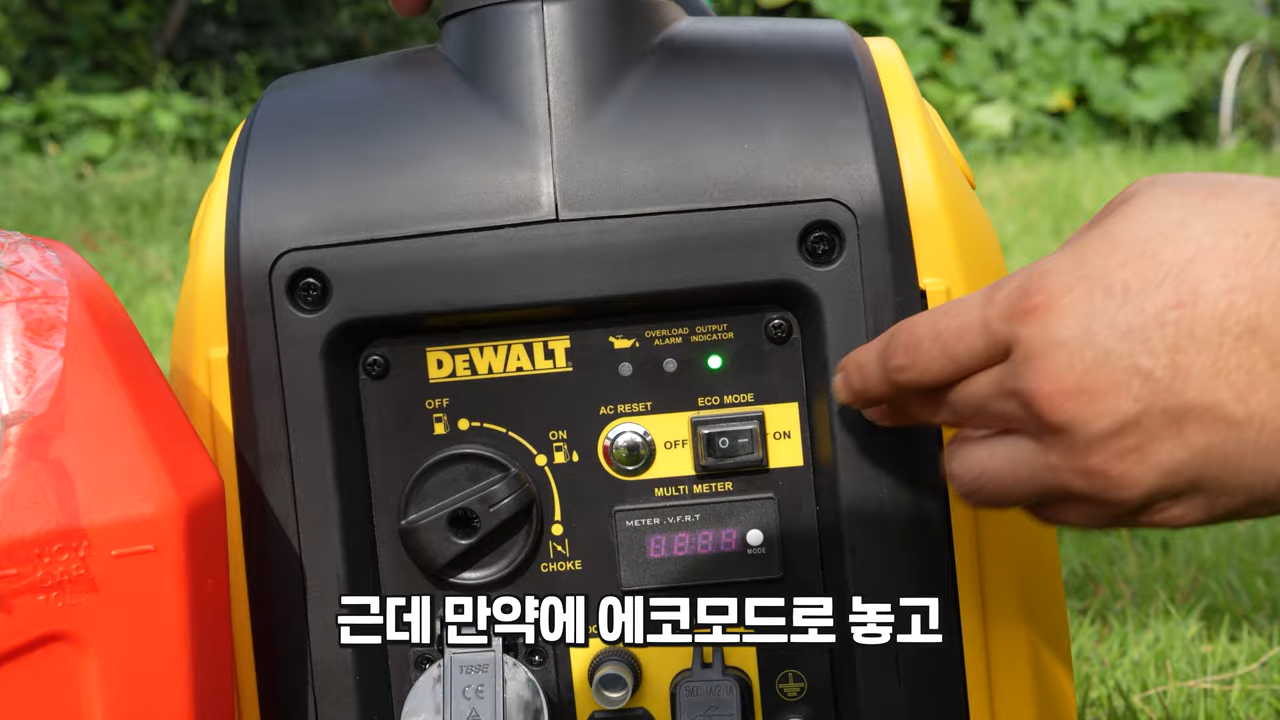 DEWALT
OVERLOAD ALARM
OUTPUT INDICATOR
OFF
ON
CHOKE
AC RESET
ECO MODE
OFF
ON
MULTI METER
METER .V.F.R.T
MODE
근데 만약에 에코모드로 놓고
CE